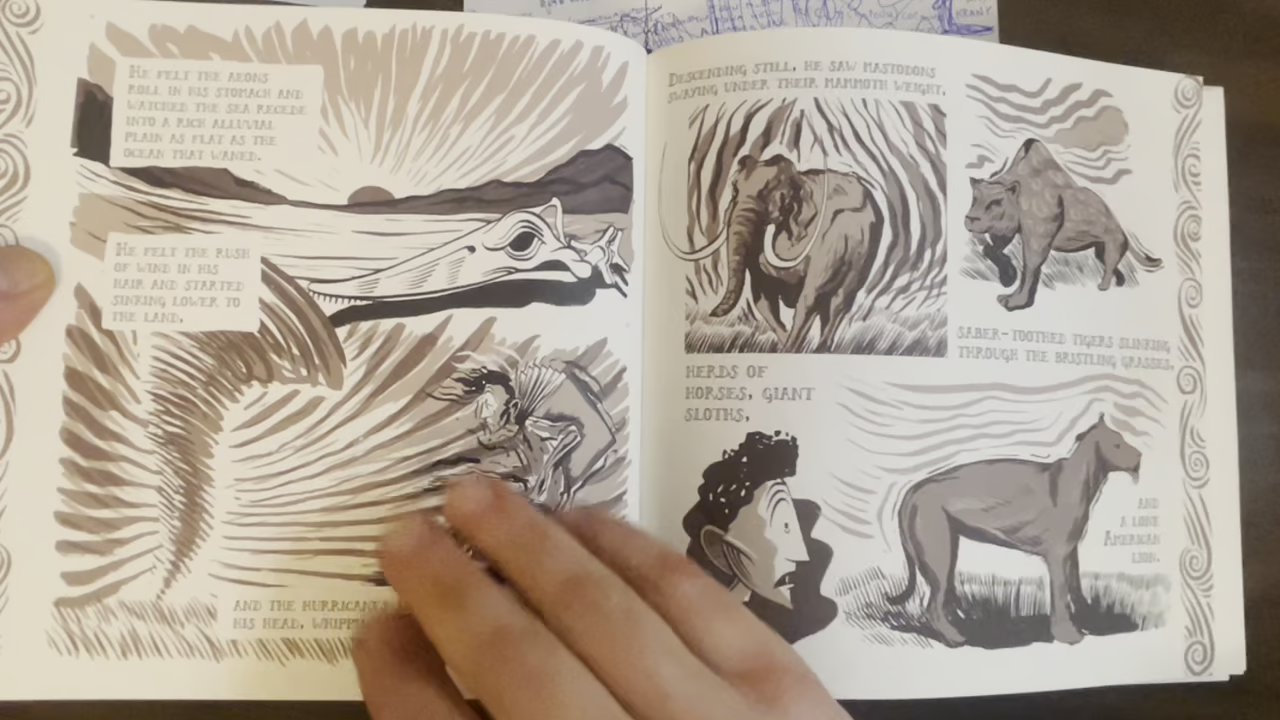 He felt the aeons
roll in his stomach and
watched the sea recede
into a rich alluvial
plain as flat as the
ocean that waned.
He felt the rush
of wind in his
hair and started
sinking lower to
the land,
and the hurricane
his head, whippi
Descending still, he saw mastodons
swaying under their mammoth weight,
saber-toothed tigers slinking
through the bristling grasses,
herds of
horses, giant
sloths,
and
a lone
American
lion.